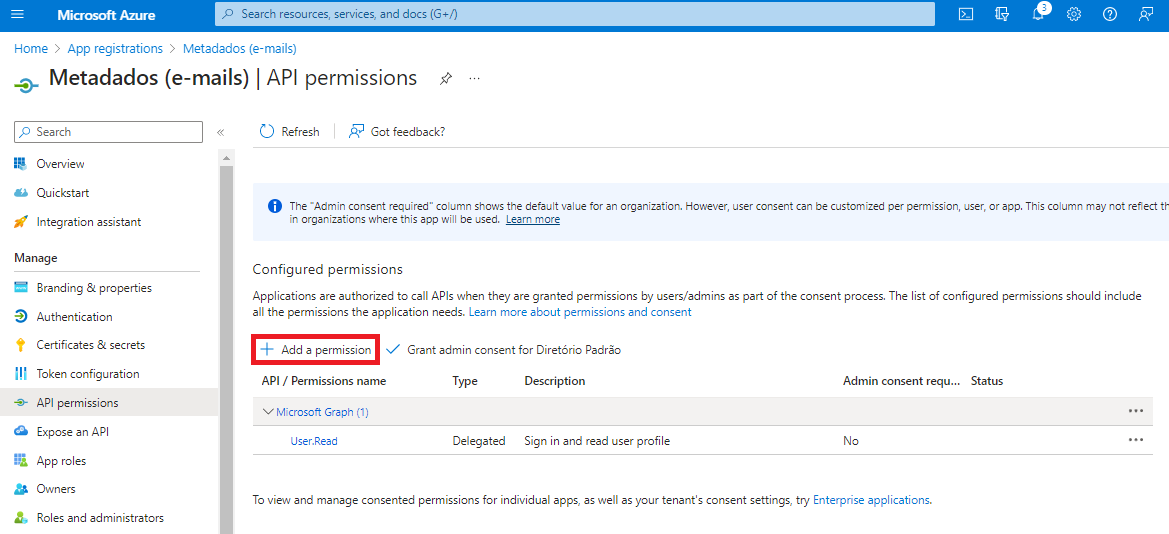 Microsoft Azure
Search resources, services, and docs (G+/)
3
Home > App registrations > Metadados (e-mails)
Metadados (e-mails) | API permissions
Search
«
Refresh
Got feedback?
Overview
Quickstart
Integration assistant
Manage
Branding & properties
Authentication
Certificates & secrets
Token configuration
API permissions
Expose an API
App roles
Owners
Roles and administrators
The "Admin consent required" column shows the default value for an organization. However, user consent can be customized per permission, user, or app. This column may not reflect th
in organizations where this app will be used. Learn more
Configured permissions
Applications are authorized to call APIs when they are granted permissions by users/admins as part of the consent process. The list of configured permissions should include
all the permissions the application needs. Learn more about permissions and consent
Add a permission
Grant admin consent for Diretório Padrão
API / Permissions name Type Description Admin consent requ... Status
Microsoft Graph (1)
User.Read Delegated Sign in and read user profile No
To view and manage consented permissions for individual apps, as well as your tenant's consent settings, try Enterprise applications.